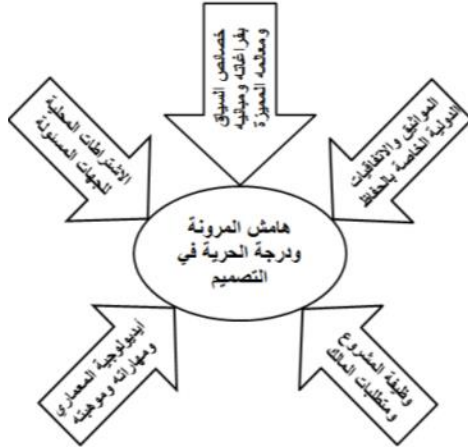 خصائص السياق
بفراغاته ومبانيه
ومعالمه المميزة
المواثيق والاتفاقيات
الدولية الخاصة بالحفاظ
الاشتراطات المحلية
للجهات المسئولة
هامش المرونة
ودرجة الحرية في
التصميم
وظيفة المشروع
ومتطلبات المالك
أيديولوجية المعماري
ومهاراته وموهبته